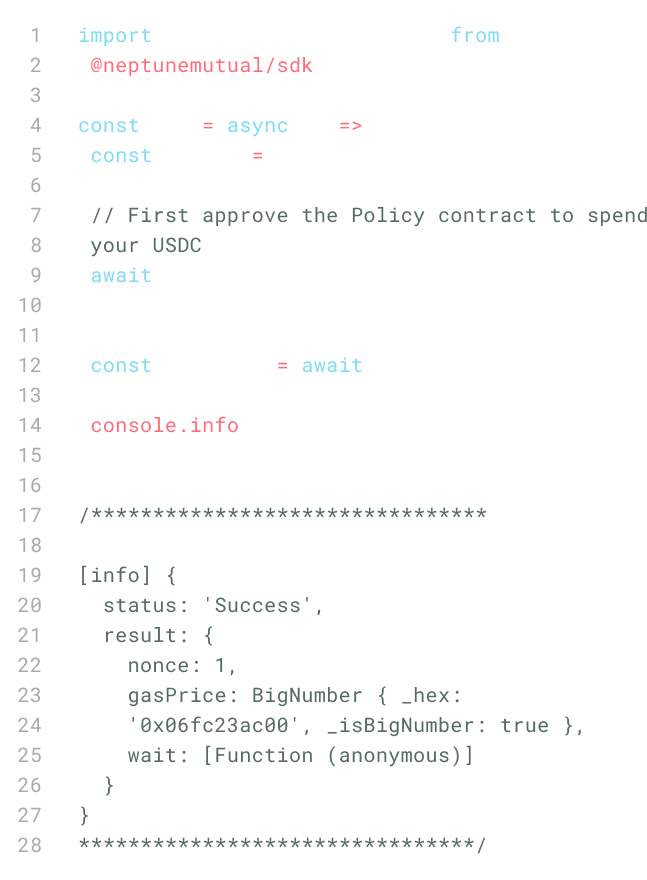 1 import from
2 @neptunemutual/sdk
3
4 const = async =>
5 const =
6
7 // First approve the Policy contract to spend
8 your USDC
9 await
10
11
12 const = await
13
14 console.info
15
16
17 /********************************
18
19 [info] {
20 status: 'Success',
21 result: {
22 nonce: 1,
23 gasPrice: BigNumber { _hex:
24 '0x06fc23ac00', _isBigNumber: true },
25 wait: [Function (anonymous)]
26 }
27 }
28 ********************************/